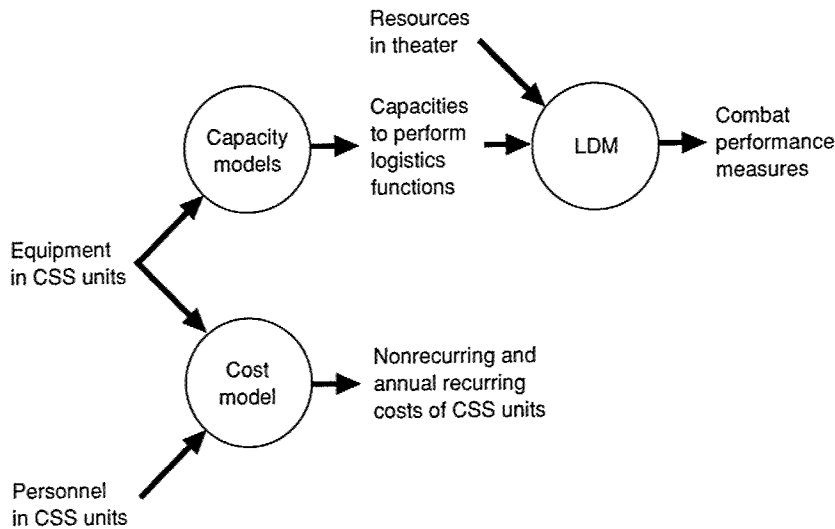 Resources
in theater
Capacity
models
Capacities
to perform
logistics
functions
LDM
Combat
performance
measures
Equipment
in CSS units
Cost
model
Nonrecurring and
annual recurring
costs of CSS units
Personnel
in CSS units